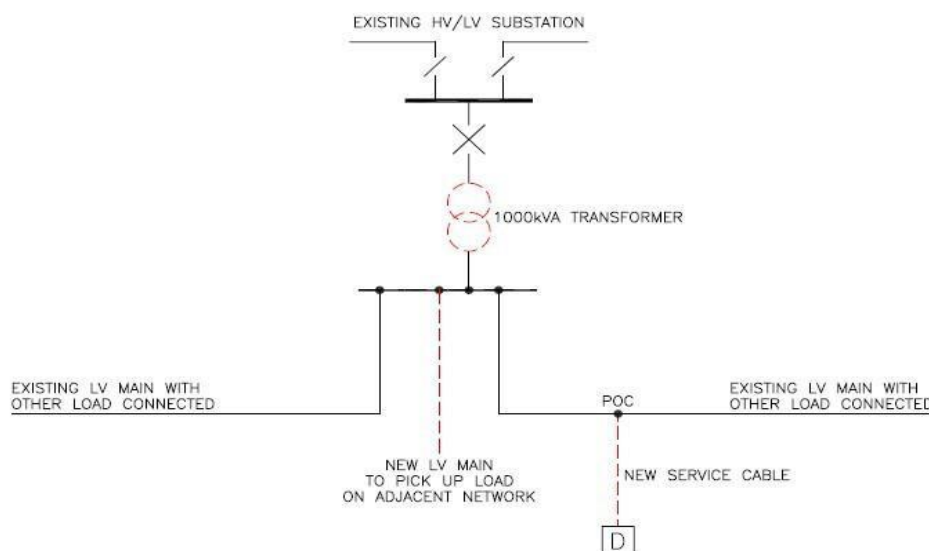 EXISTING HV/LV SUBSTATION
1000kVA TRANSFORMER
EXISTING LV MAIN WITH
OTHER LOAD CONNECTED
POC
EXISTING LV MAIN WITH
OTHER LOAD CONNECTED
NEW LV MAIN
TO PICK UP LOAD
ON ADJACENT NETWORK
NEW SERVICE CABLE
D